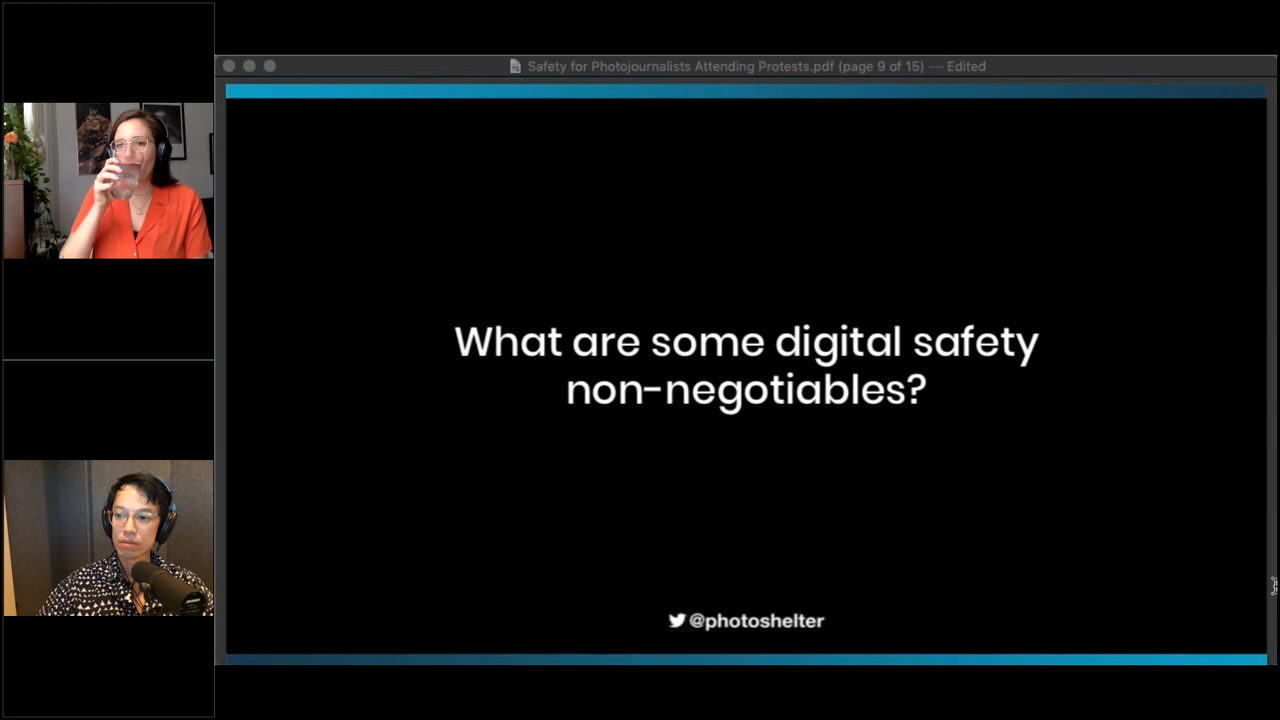 Safety for Photojournalists Attending Protests.pdf (page 9 of 15) — Edited
What are some digital safety
non-negotiables?
@photoshelter